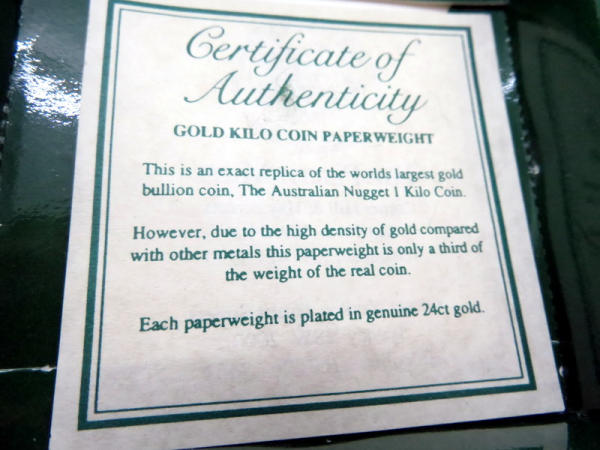 Certificate of
Authenticity
GOLD KILO COIN PAPERWEIGHT
This is an exact replica of the worlds largest gold
bullion coin, The Australian Nugget 1 Kilo Coin.
However, due to the high density of gold compared
with other metals this paperweight is only a third of
the weight of the real coin.
Each paperweight is plated in genuine 24ct gold.